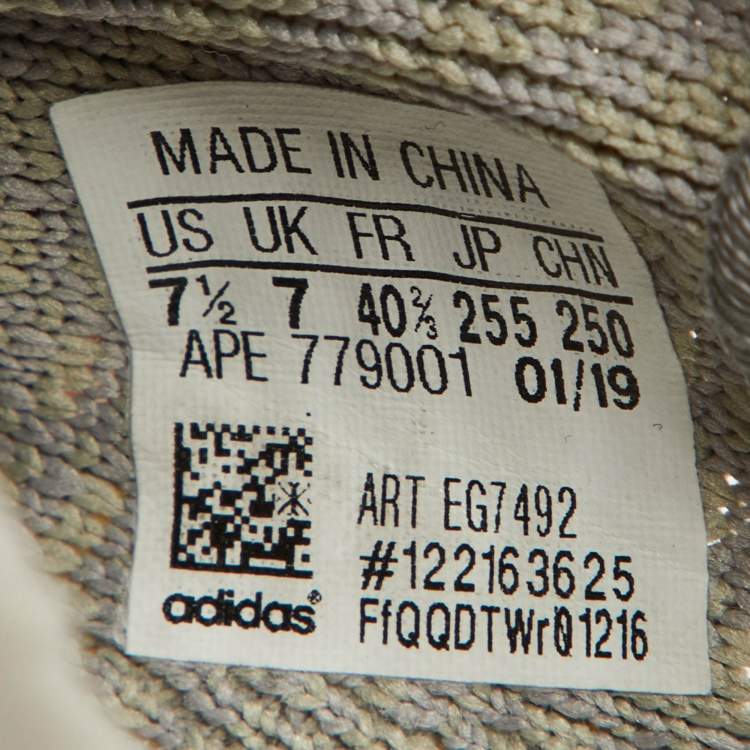 MADE IN CHINA
US UK FR JP CHN
7½ 7 40⅔ 255 250
APE 779001 01/19
ART EG7492
#122163625
adidas®
FfQQDTWr01216